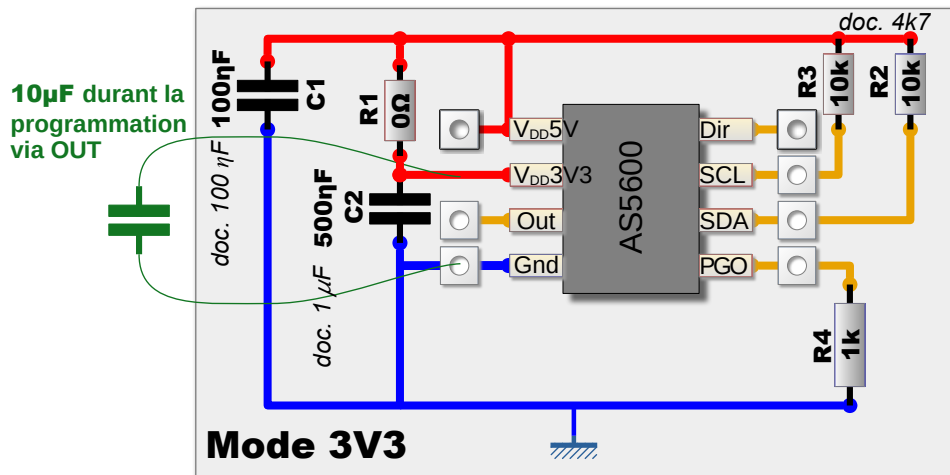 doc. 4k7
10µF durant la
programmation
via OUT
100ηF
C1
doc. 100 ηF
R1
0Ω
500ηF
C2
doc. 1 µF
VDD5V
VDD3V3
Out
Gnd
AS5600
Dir
SCL
SDA
PGO
R3
10k
R2
10k
R4
1k
Mode 3V3